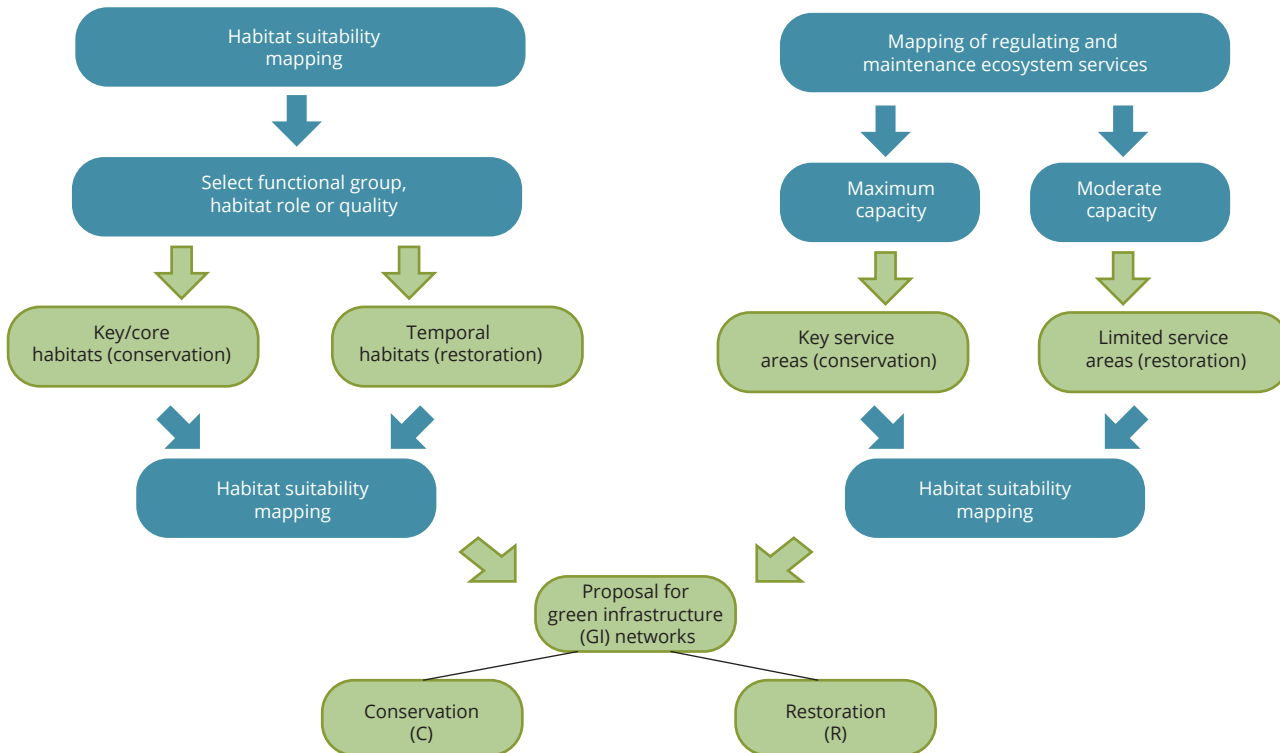 Habitat suitability
mapping
Mapping of regulating and
maintenance ecosystem services
Select functional group,
habitat role or quality
Maximum
capacity
Moderate
capacity
Key/core
habitats (conservation)
Temporal
habitats (restoration)
Key service
areas (conservation)
Limited service
areas (restoration)
Habitat suitability
mapping
Habitat suitability
mapping
Proposal for
green infrastructure
(GI) networks
Conservation
(C)
Restoration
(R)